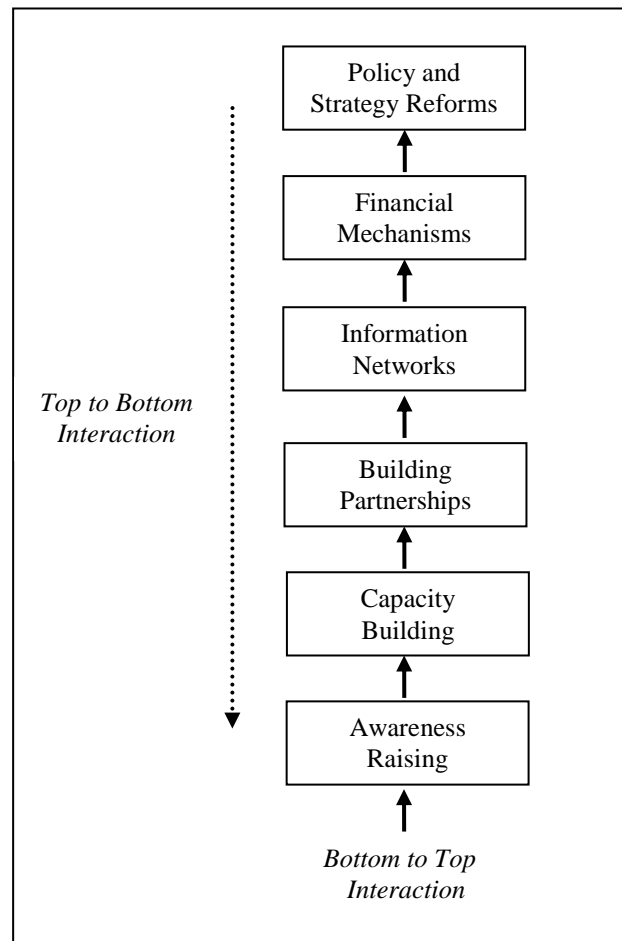 Policy and
Strategy Reforms
Financial
Mechanisms
Information
Networks
Top to Bottom
Interaction
Building
Partnerships
Capacity
Building
Awareness
Raising
Bottom to Top
Interaction